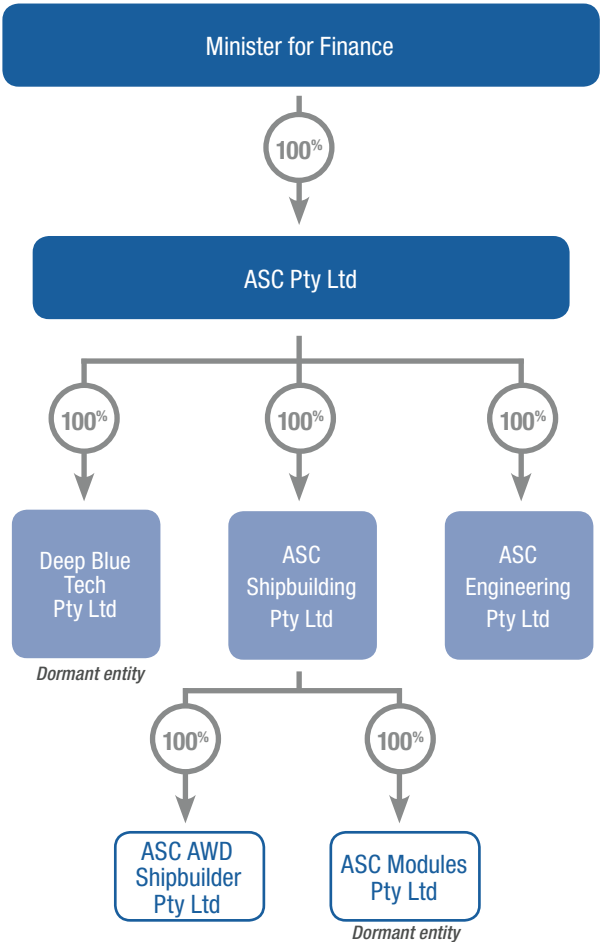 Minister for Finance
100%
ASC Pty Ltd
100%
100%
100%
Deep Blue
Tech
Pty Ltd
Dormant entity
ASC
Shipbuilding
Pty Ltd
ASC
Engineering
Pty Ltd
100%
100%
ASC AWD
Shipbuilder
Pty Ltd
ASC Modules
Pty Ltd
Dormant entity